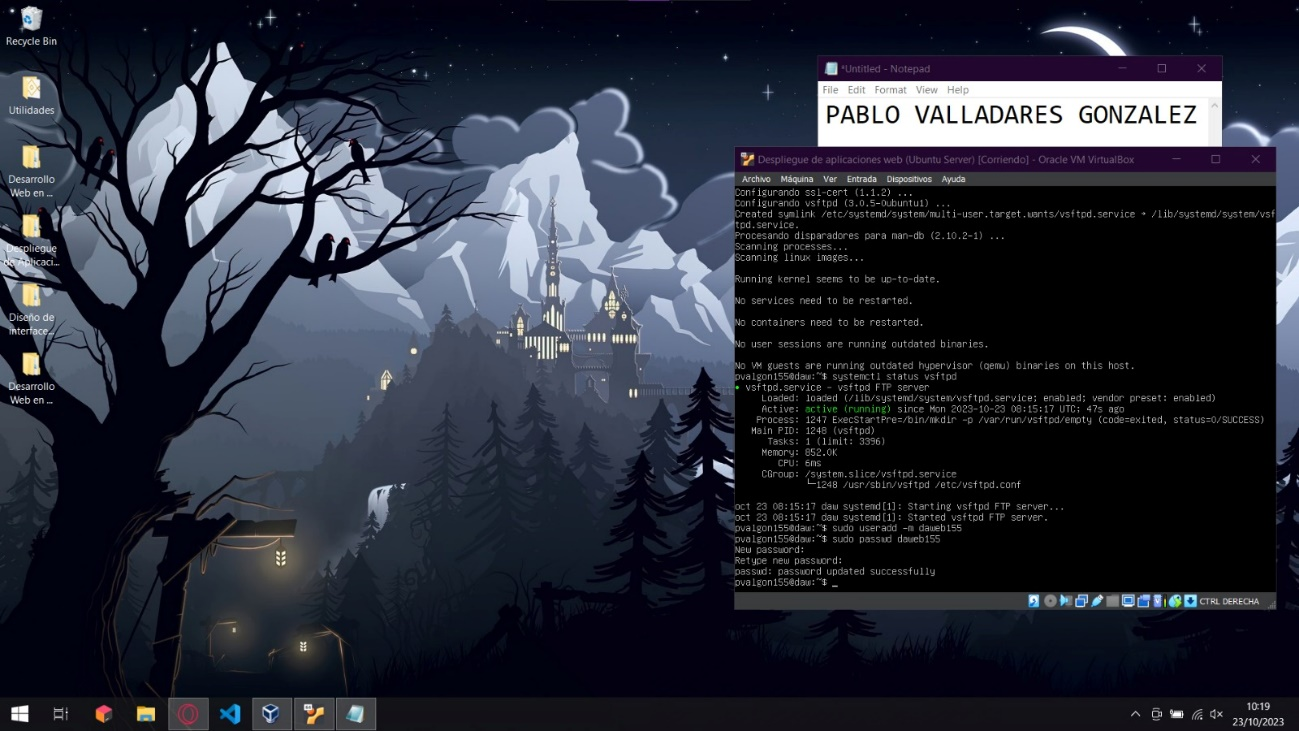 Recycle Bin
Utilidades
Desarrollo
Web en ...
Despliegue
de Aplicaci...
Diseño de
interface...
Desarrollo
Web en ...
*Untitled - Notepad
File Edit Format View Help
PABLO VALLADARES GONZALEZ
Despliegue de aplicaciones web (Ubuntu Server) [Corriendo] - Oracle VM VirtualBox
Archivo Máquina Ver Entrada Dispositivos Ayuda
Configurando ssl-cert (1.1.2) ...
Configurando vsftpd (3.0.5-0ubuntu1) ...
Created symlink /etc/systemd/system/multi-user.target.wants/vsftpd.service → /lib/systemd/system/vsf
tpd.service.
Procesando disparadores para man-db (2.10.2-1) ...
Scanning processes...
Scanning linux images...
Running kernel seems to be up-to-date.
No services need to be restarted.
No containers need to be restarted.
No user sessions are running outdated binaries.
No VM guests are running outdated hypervisor (qemu) binaries on this host.
pvalgon155@daw:~$ systemctl status vsftpd
● vsftpd.service - vsftpd FTP server
Loaded: loaded (/lib/systemd/system/vsftpd.service; enabled; vendor preset: enabled)
Active: active (running) since Mon 2023-10-23 08:15:17 UTC; 47s ago
Process: 1247 ExecStartPre=/bin/mkdir -p /var/run/vsftpd/empty (code=exited, status=0/SUCCESS)
Main PID: 1248 (vsftpd)
Tasks: 1 (limit: 3396)
Memory: 852.0K
CPU: 6ms
CGroup: /system.slice/vsftpd.service
└─1248 /usr/sbin/vsftpd /etc/vsftpd.conf
oct 23 08:15:17 daw systemd[1]: Starting vsftpd FTP server...
oct 23 08:15:17 daw systemd[1]: Started vsftpd FTP server.
pvalgon155@daw:~$ sudo useradd -m daweb155
pvalgon155@daw:~$ sudo passwd daweb155
New password:
Retype new password:
passwd: password updated successfully
pvalgon155@daw:~$ _
CTRL DERECHA
10:19
23/10/2023